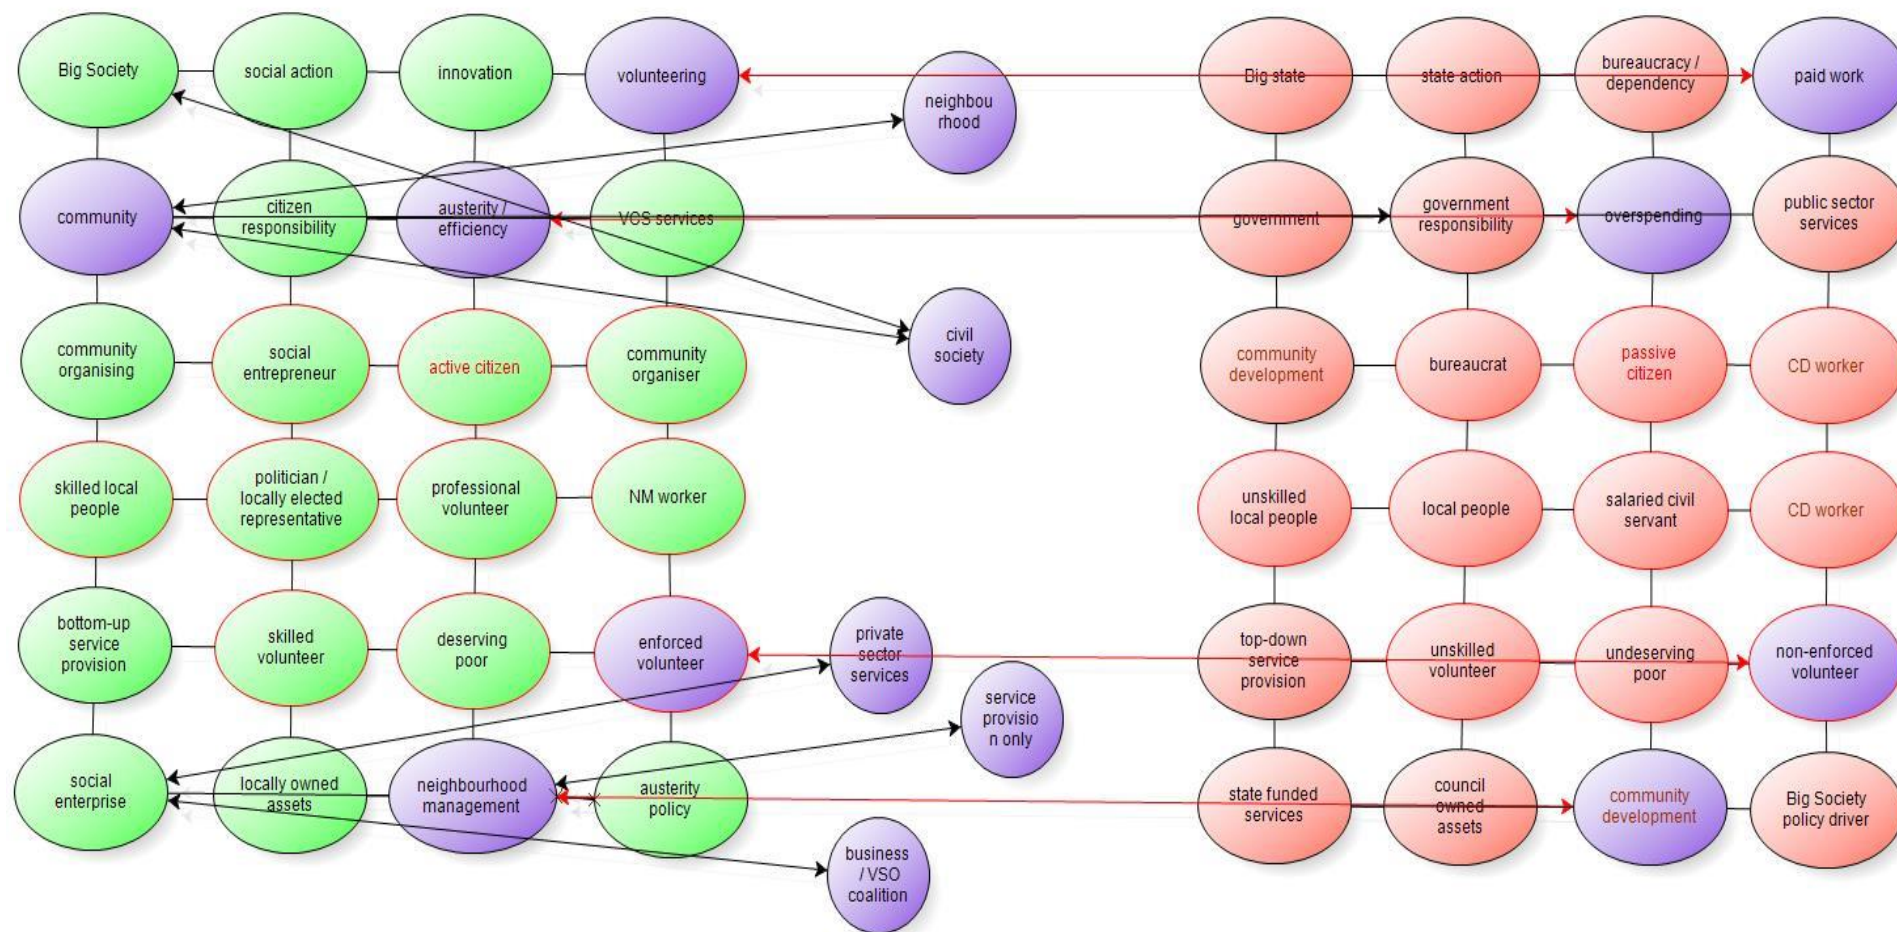 Big Society
social action
innovation
volunteering
neighbou
rhood
Big state
state action
bureaucracy /
dependency
paid work
community
citizen
responsibility
austerity /
efficiency
VCS services
government
government
responsibility
overspending
public sector
services
community
organising
social
entrepreneur
active citizen
community
organiser
civil
society
community
development
bureaucrat
passive
citizen
CD worker
skilled local
people
politician /
locally elected
representative
professional
volunteer
NM worker
unskilled
local people
local people
salaried civil
servant
CD worker
bottom-up
service
provision
skilled
volunteer
deserving
poor
enforced
volunteer
private
sector
services
top-down
service
provision
unskilled
volunteer
undeserving
poor
non-enforced
volunteer
service
provisio
n only
social
enterprise
locally owned
assets
neighbourhood
management
austerity
policy
business
/ VSO
coalition
state funded
services
council
owned
assets
community
development
Big Society
policy driver